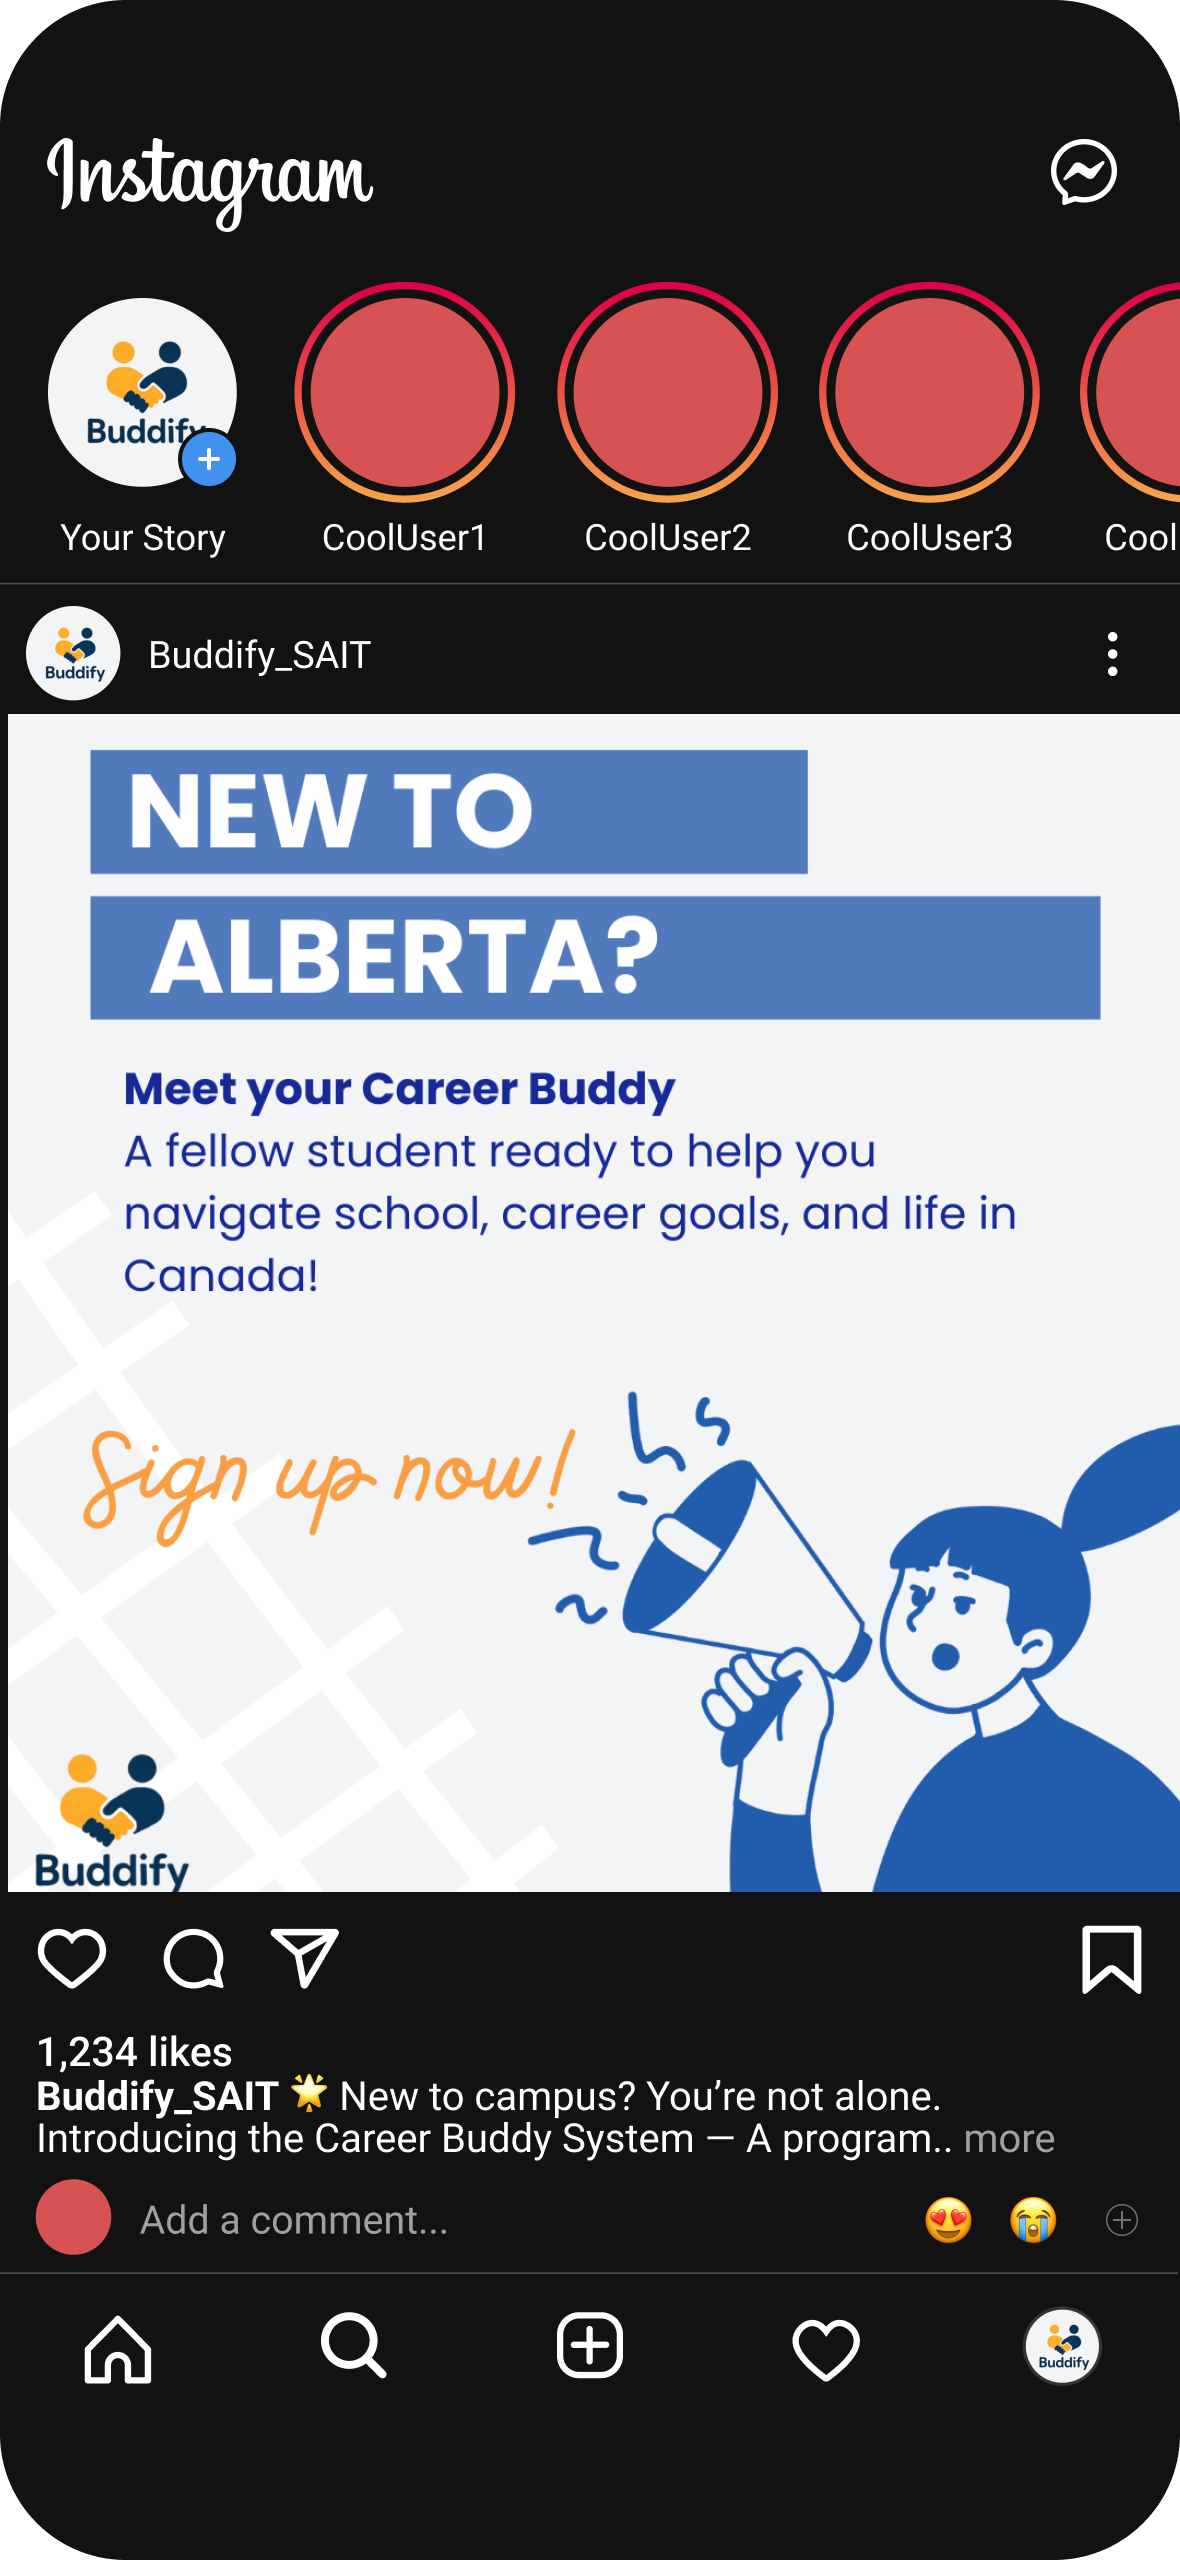 Instagram
Buddify
Your Story
CoolUser1
CoolUser2
CoolUser3
Cool
Buddify
Buddify_SAIT
NEW TO
ALBERTA?
Meet your Career Buddy
A fellow student ready to help you
navigate school, career goals, and life in
Canada!
Sign up now!
Buddify
1,234 likes
Buddify_SAIT 🌟 New to campus? You’re not alone.
Introducing the Career Buddy System — A program.. more
Add a comment...
Buddify